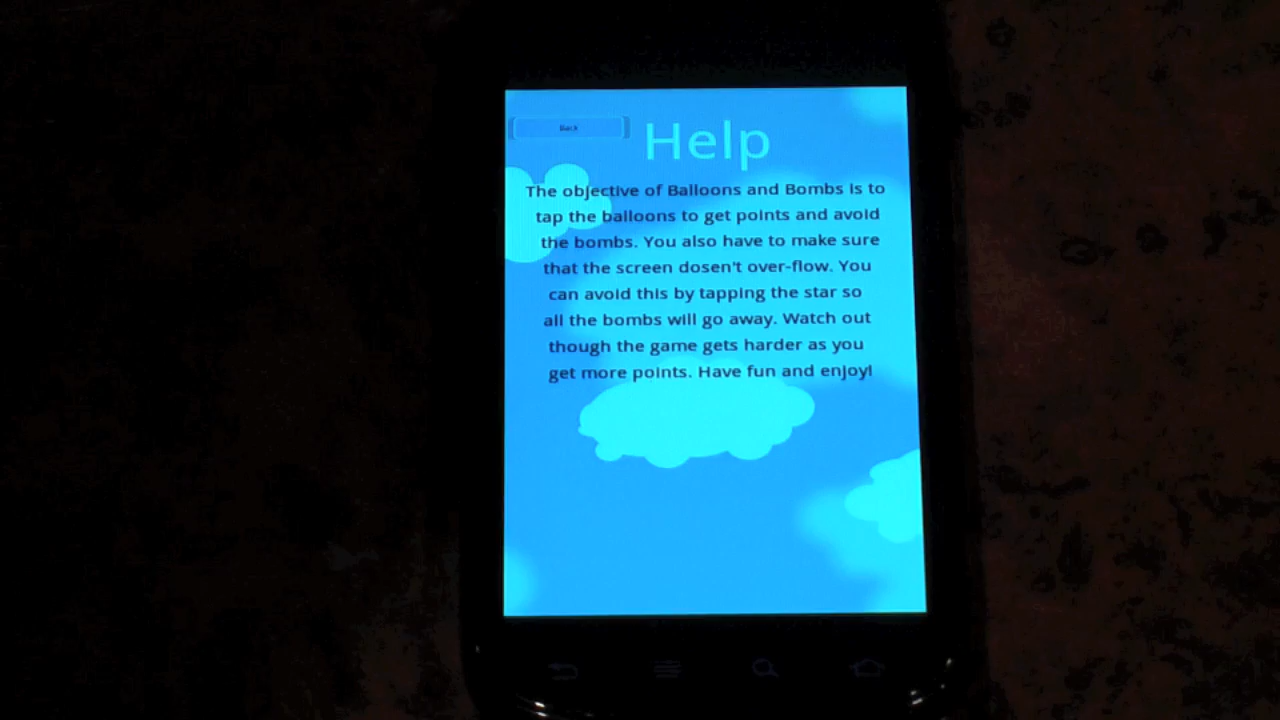 Back
Help
The objective of Balloons and Bombs is to
tap the balloons to get points and avoid
the bombs. You also have to make sure
that the screen dosen't over-flow. You
can avoid this by tapping the star so
all the bombs will go away. Watch out
though the game gets harder as you
get more points. Have fun and enjoy!